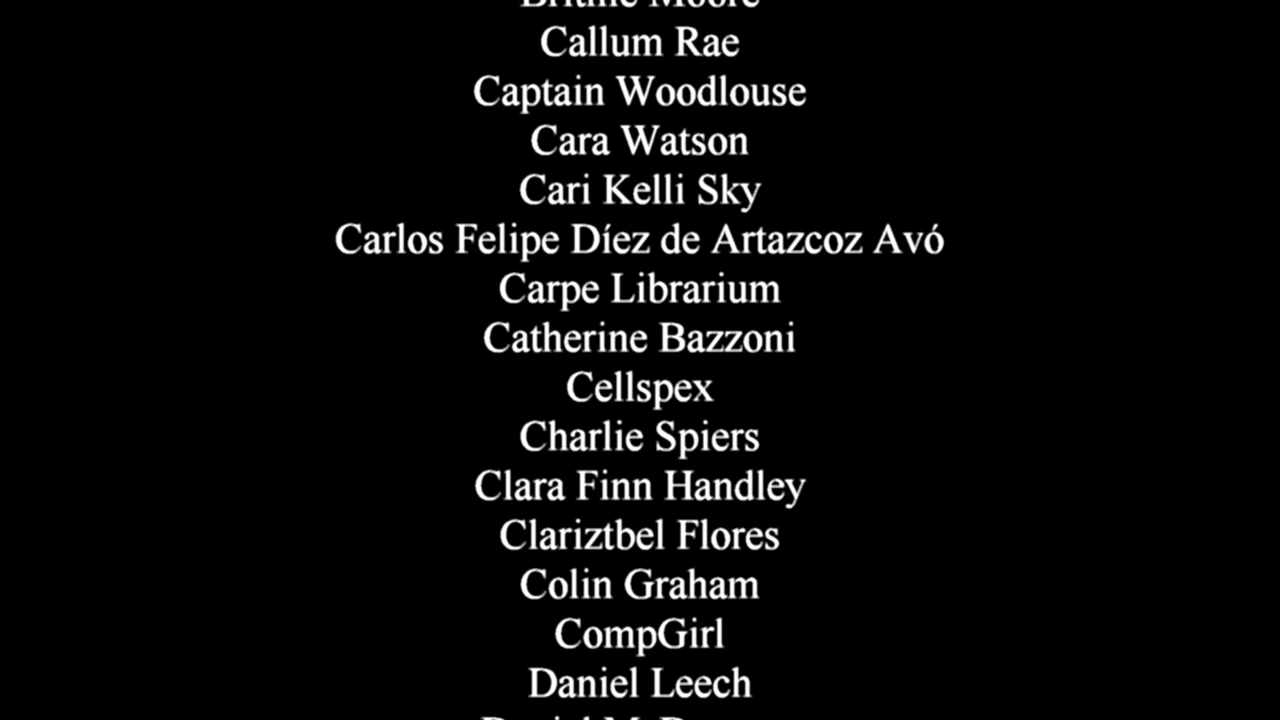 Callum Rae
Captain Woodlouse
Cara Watson
Cari Kelli Sky
Carlos Felipe Díez de Artazcoz Avó
Carpe Librarium
Catherine Bazzoni
Cellspex
Charlie Spiers
Clara Finn Handley
Clariztbel Flores
Colin Graham
CompGirl
Daniel Leech